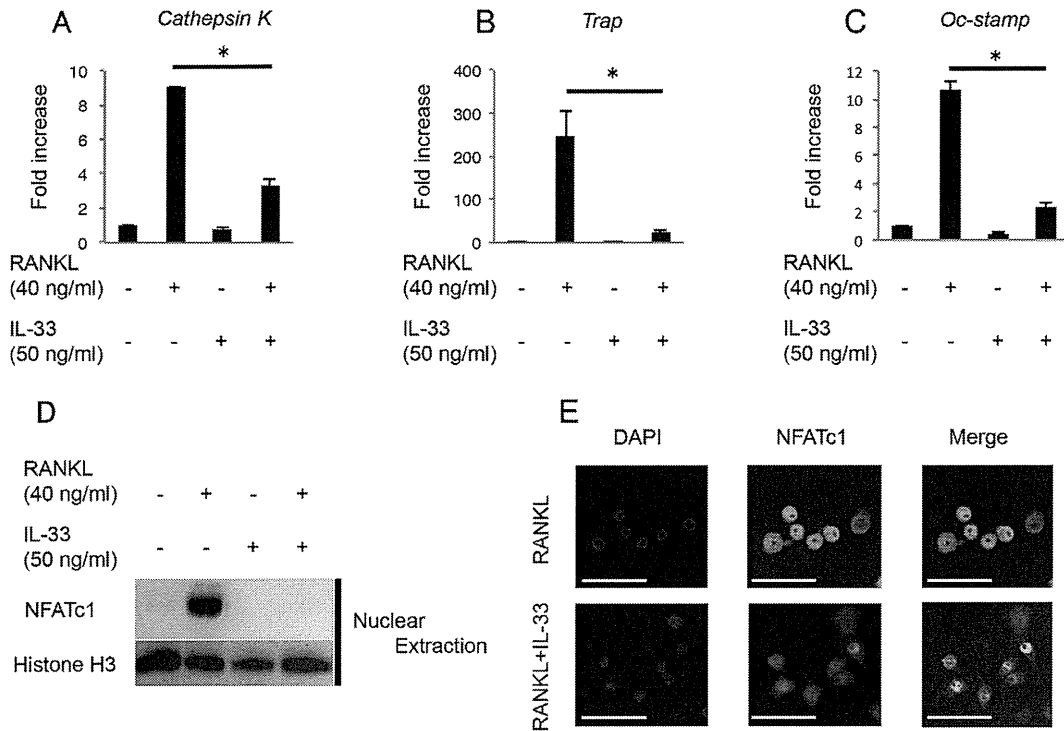 A Cathepsin K
Fold increase
10
8
6
4
2
0
*
RANKL
(40 ng/ml) - + - +
IL-33
(50 ng/ml) - - + +
B Trap
Fold increase
400
300
200
100
0
*
RANKL
(40 ng/ml) - + - +
IL-33
(50 ng/ml) - - + +
C Oc-stamp
Fold increase
12
10
8
6
4
2
0
*
RANKL
(40 ng/ml) - + - +
IL-33
(50 ng/ml) - - + +
D
RANKL
(40 ng/ml) - + - +
IL-33
(50 ng/ml) - - + +
NFATc1
Histone H3
Nuclear
Extraction
E
DAPI NFATc1 Merge
RANKL
RANKL+IL-33